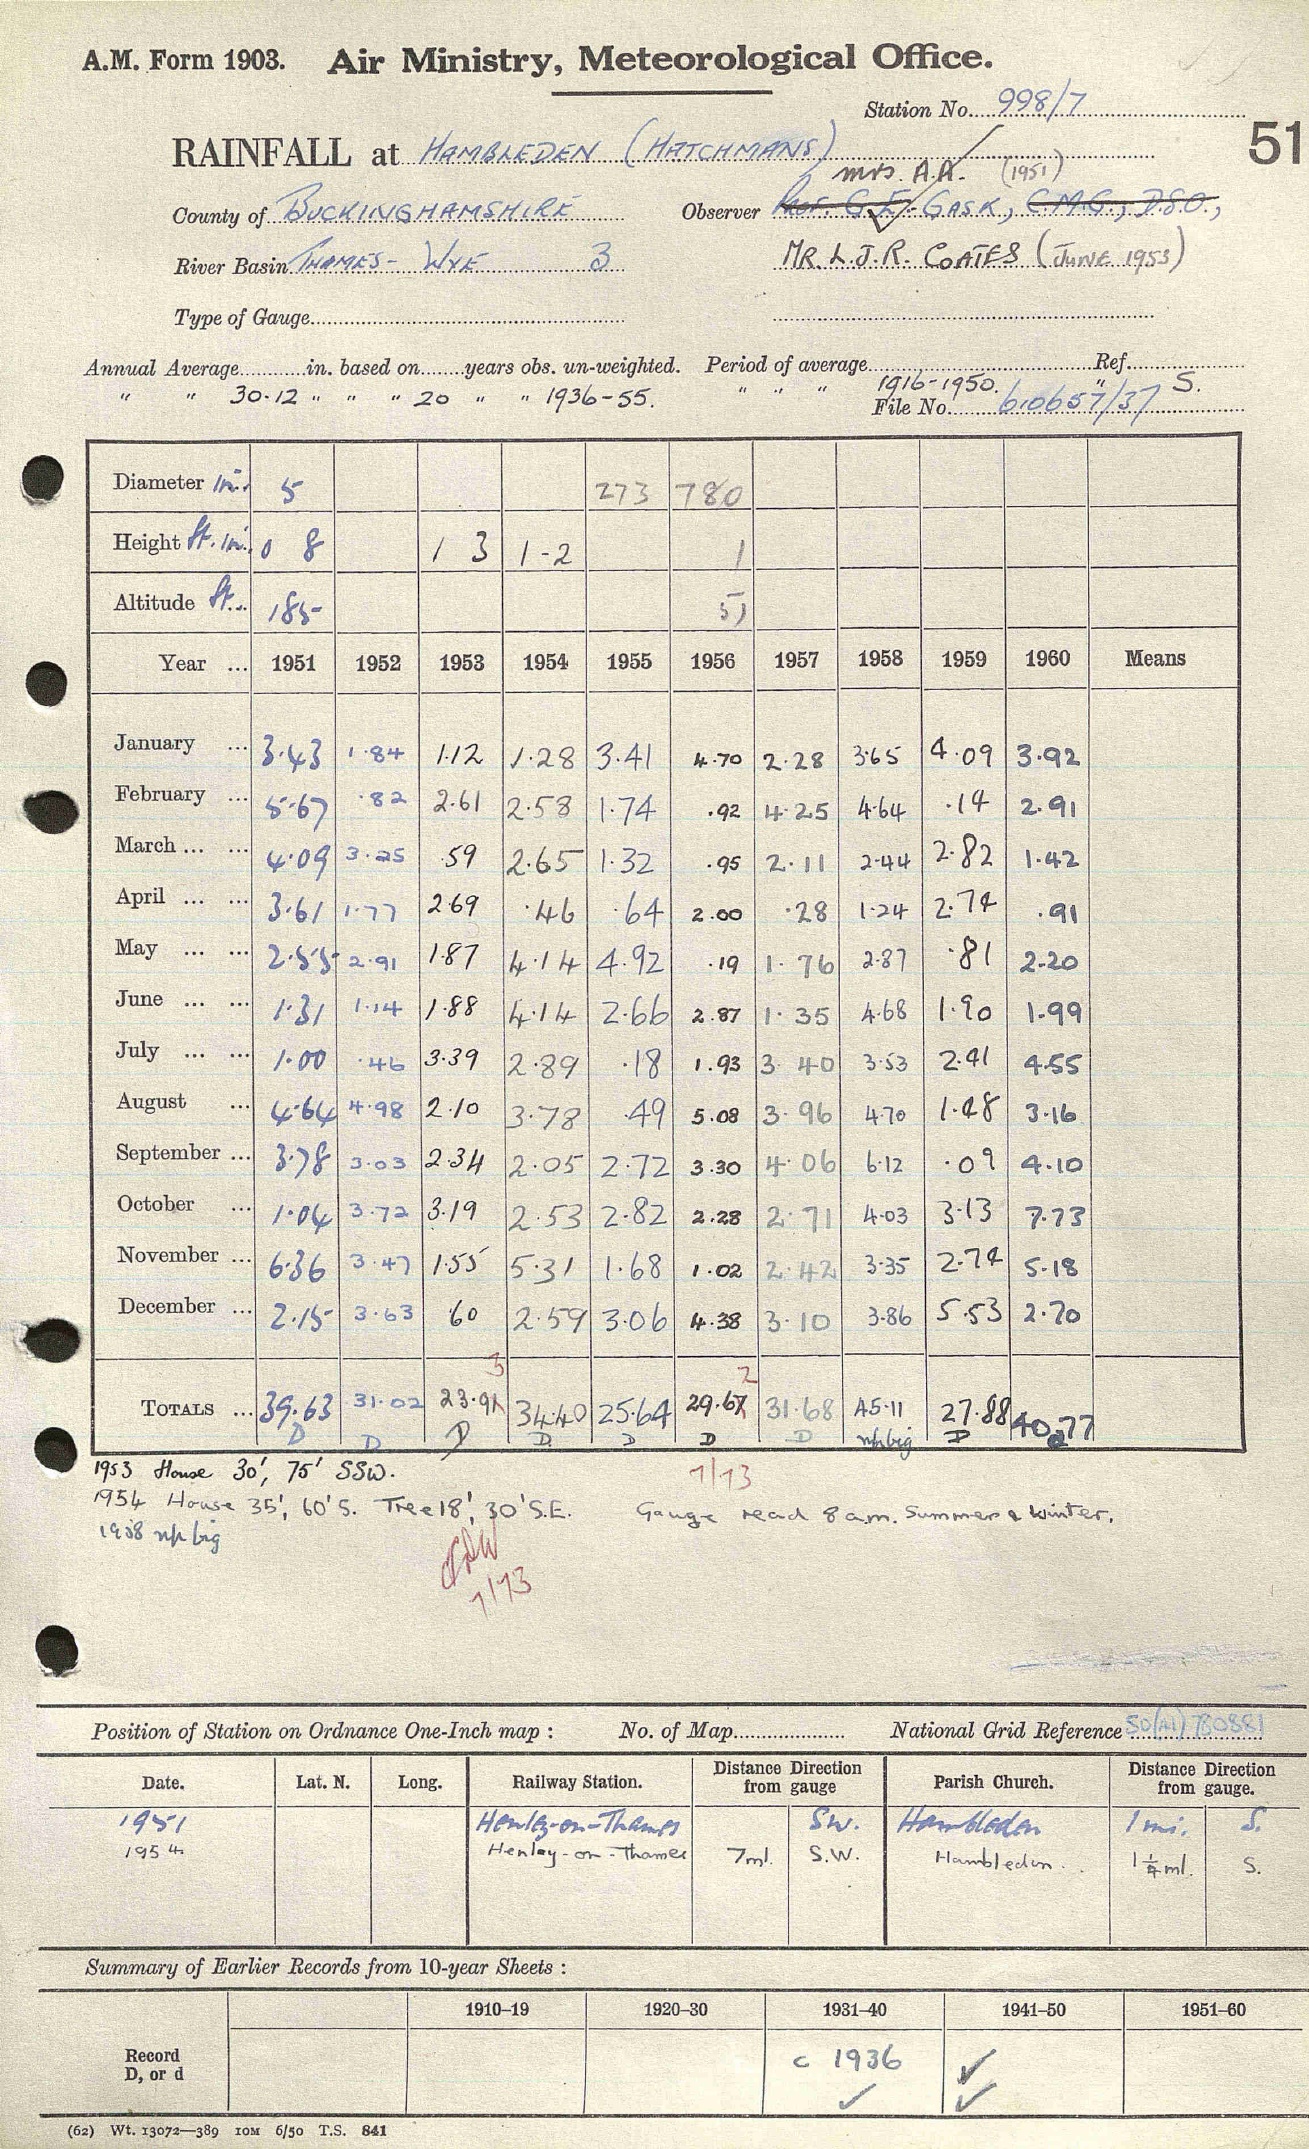 A.M. Form 1903. Air Ministry, Meteorological Office.
Station No. 998/7
51
RAINFALL at HAMBLEDEN (HATCHMANS)
Mrs. A.A. (1951)
County of BUCKINGHAMSHIRE Observer Prof. G.E. GASK, C.M.G., D.S.O.,
River Basin THAMES - WYE 3 MR. L.J.R. COATES (JUNE 1953)
Type of Gauge
Annual Average in. based on years obs. un-weighted. Period of average Ref.
" " 30.12 " " " 20 " " 1936-55. " " " 1916-1950. " S.
File No. 610657/37
Diameter In. 5 273 780
Height ft. In. 0 8 1 3 1-2 1
Altitude ft. 185 51
Year ... 1951 1952 1953 1954 1955 1956 1957 1958 1959 1960 Means
January ... 3.43 1.84 1.12 1.28 3.41 4.70 2.28 3.65 4.09 3.92
February ... 5.67 .82 2.61 2.58 1.74 .92 4.25 4.64 .14 2.91
March ... ... 4.09 3.25 .59 2.65 1.32 .95 2.11 2.44 2.82 1.42
April ... ... 3.61 1.77 2.69 .46 .64 2.00 .28 1.24 2.74 .91
May ... ... 2.55 2.91 1.87 4.14 4.92 .19 1.76 2.87 .81 2.20
June ... ... 1.31 1.14 1.88 4.14 2.66 2.87 1.35 4.68 1.90 1.99
July ... ... 1.00 .46 3.39 2.89 .18 1.93 3.40 3.53 2.41 4.55
August ... 4.64 4.98 2.10 3.78 .49 5.08 3.96 4.70 1.48 3.16
September ... 3.78 3.03 2.34 2.05 2.72 3.30 4.06 6.12 .09 4.10
October ... 1.04 3.72 3.19 2.53 2.82 2.28 2.71 4.03 3.13 7.73
November ... 6.36 3.47 1.55 5.31 1.68 1.02 2.42 3.35 2.74 5.18
December ... 2.15 3.63 .60 2.59 3.06 4.38 3.10 3.86 5.53 2.70
3 2
TOTALS ... 39.63 31.02 23.91 34.40 25.64 29.67 31.68 45.11 27.88 40.77
D D D D D D D D
1953 House 30', 75' SSW. 7/73
1954 House 35', 60' S. Tree 18', 30' S.E. Gauge read 8 a.m. Summer & Winter.
1958
7/73
Position of Station on Ordnance One-Inch map : No. of Map National Grid Reference 50(41) 780881
Date. Lat. N. Long. Railway Station. Distance Direction from gauge Parish Church. Distance Direction from gauge.
1951 Henley-on-Thames SW. Hambleden 1 mi. S.
1954 Henley-on-Thames 7ml. S.W. Hambleden. 1¼ ml. S.
Summary of Earlier Records from 10-year Sheets :
1910-19 1920-30 1931-40 1941-50 1951-60
Record D, or d c 1936 ✓
✓ ✓
(62) Wt. 13072—389 10M 6/50 T.S. 841